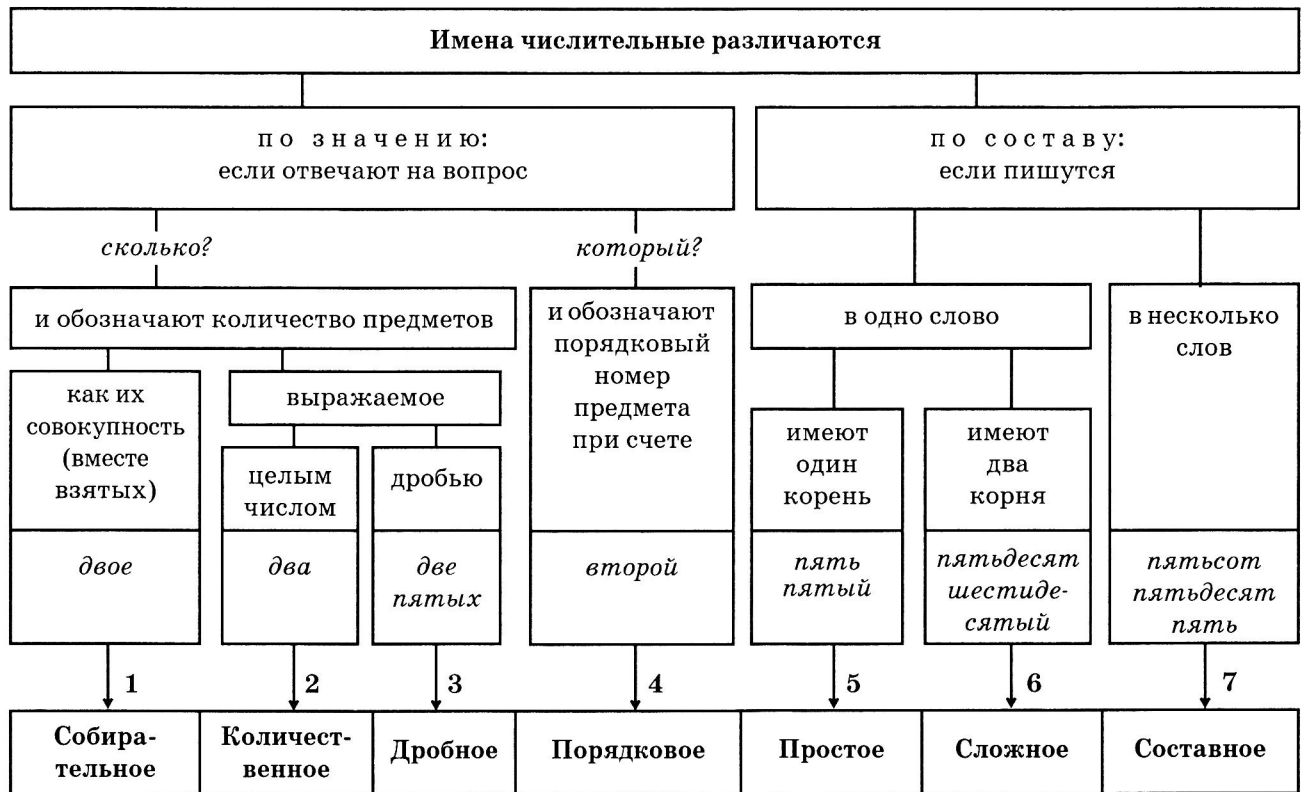 Имена числительные различаются
по значению:
если отвечают на вопрос
по составу:
если пишутся
сколько?
который?
и обозначают количество предметов
и обозначают
порядковый
номер
предмета
при счете
в одно слово
в несколько
слов
как их
совокупность
(вместе
взятых)
выражаемое
целым
числом
дробью
имеют
один
корень
имеют
два
корня
двое
два
две
пятых
второй
пять
пятый
пятьдесят
шестиде-
сятый
пятьсот
пятьдесят
пять
1
2
3
4
5
6
7
Собира-
тельное
Количест-
венное
Дробное
Порядковое
Простое
Сложное
Составное